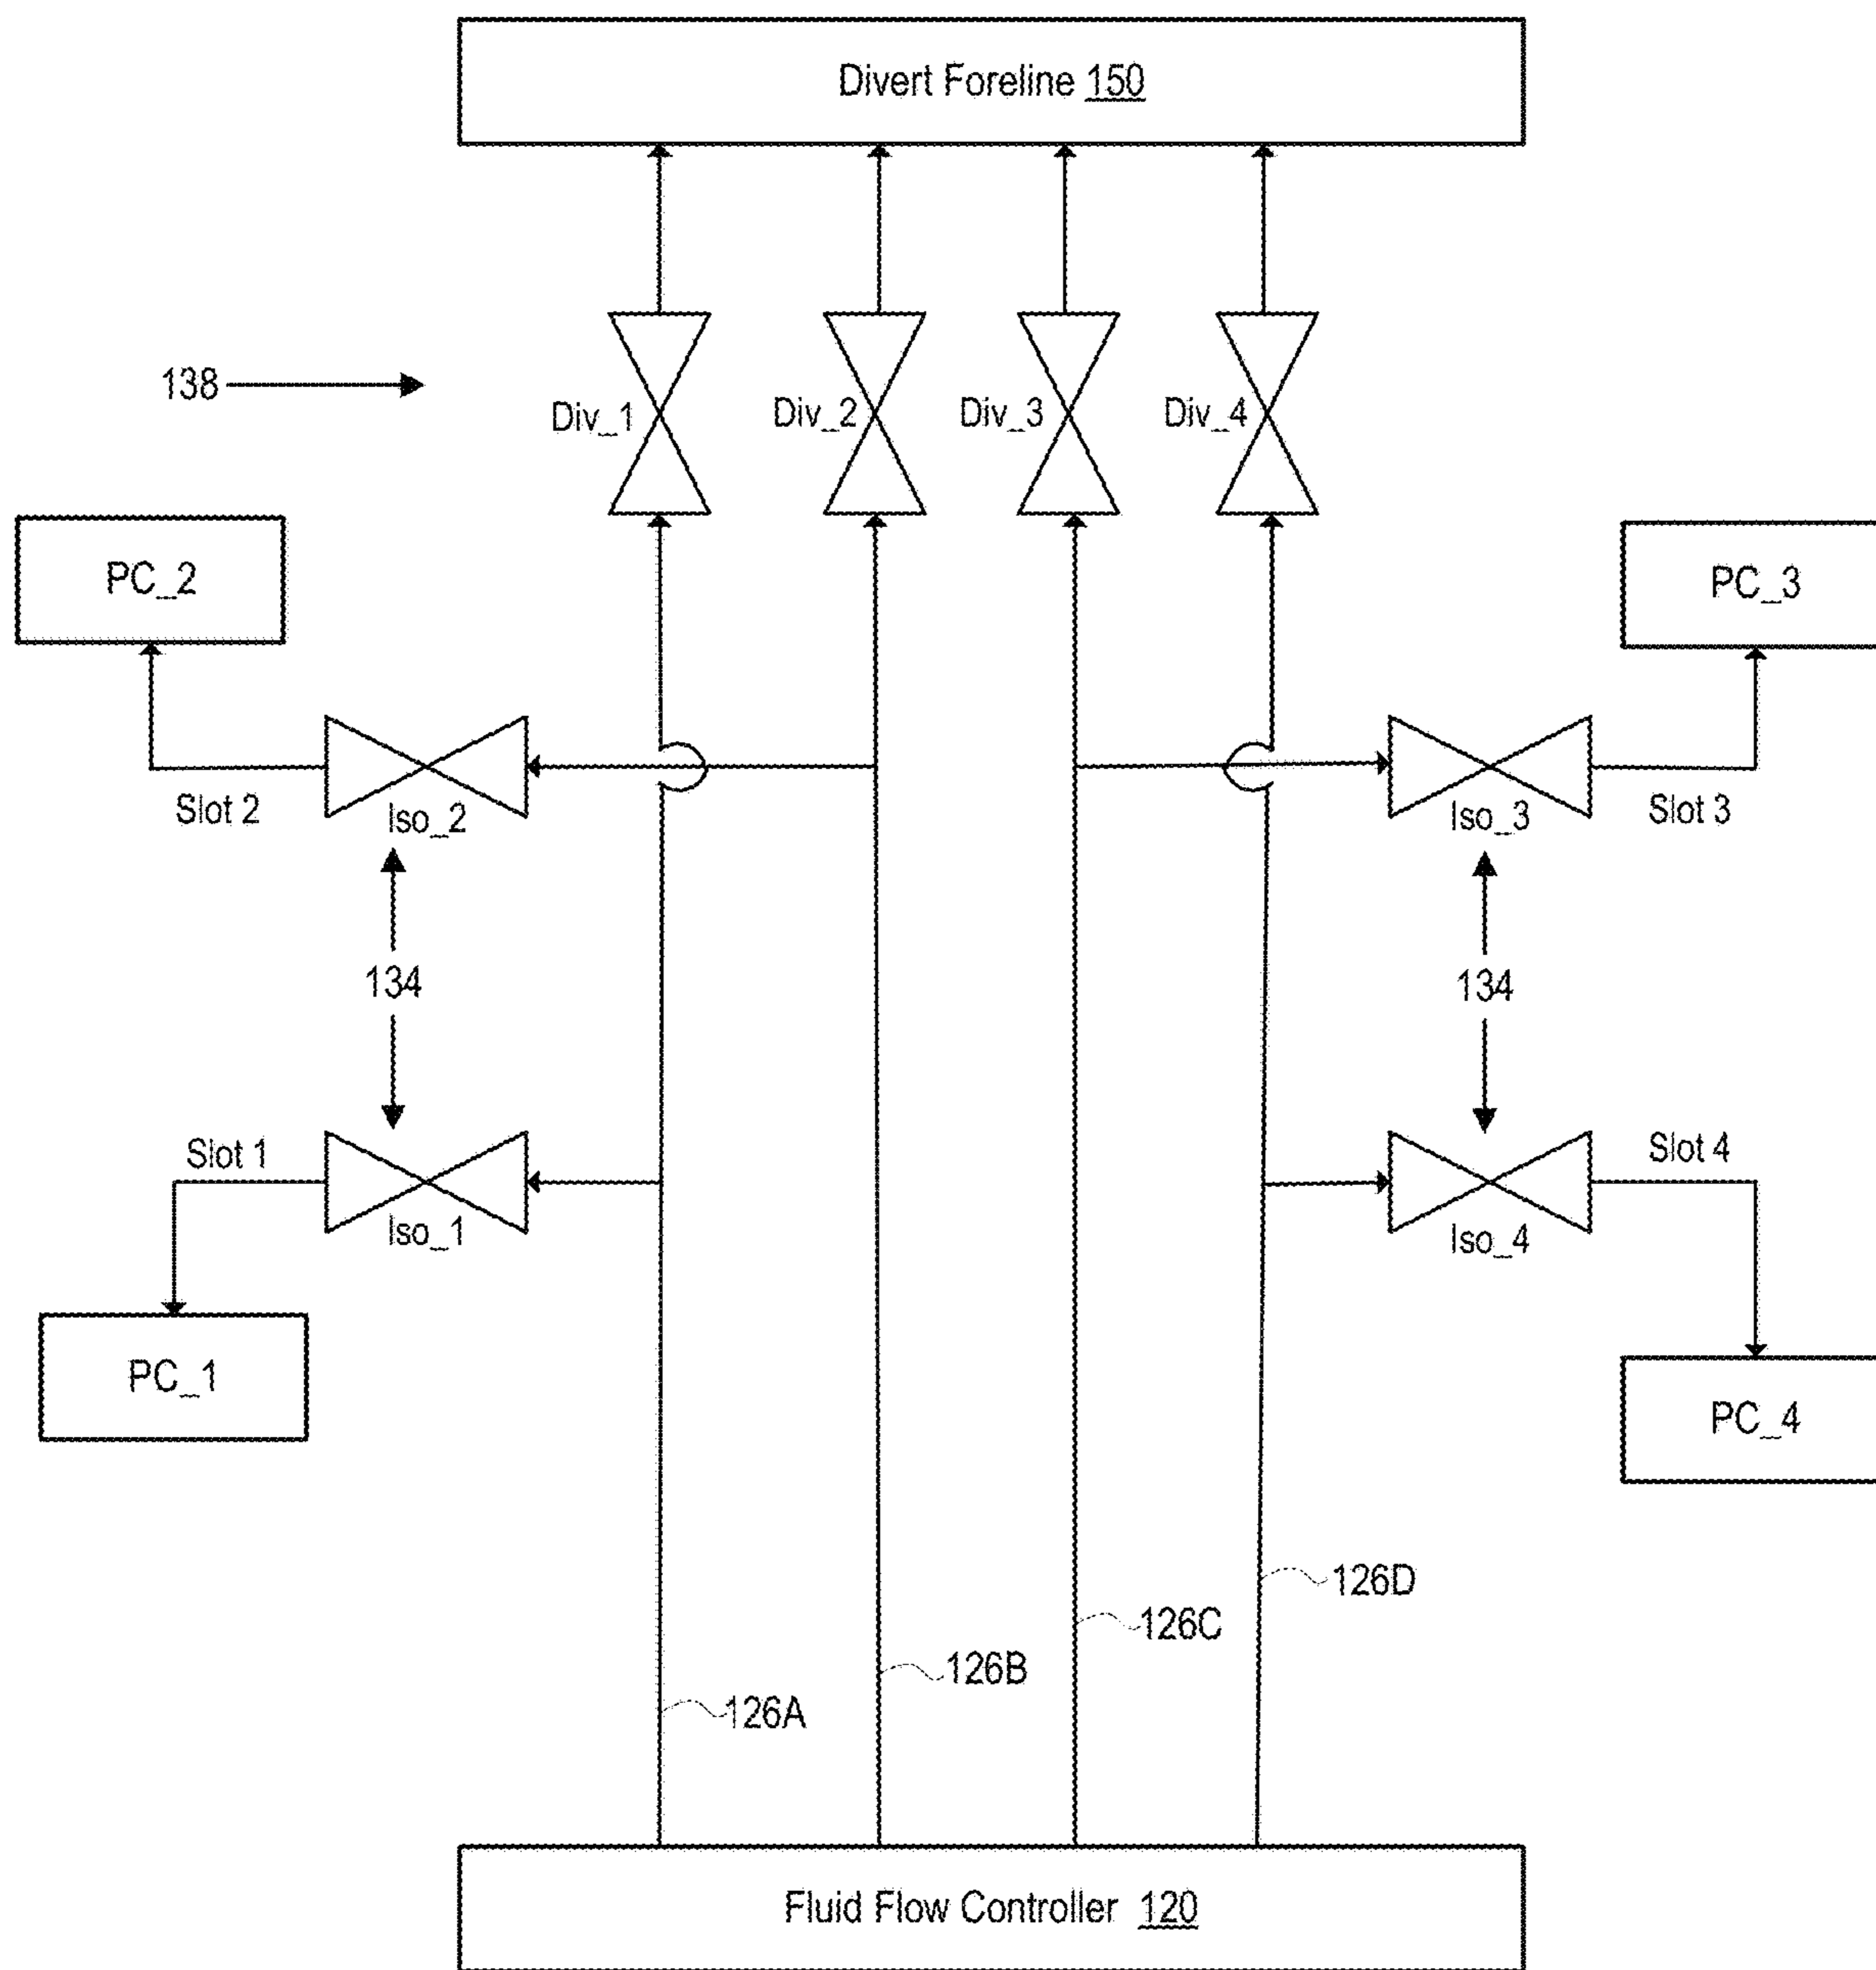 Divert Foreline 150
138
Div_1
Div_2
Div_3
Div_4
PC_2
PC_3
Slot 2
Iso_2
Iso_3
Slot 3
134
134
Slot 1
Iso_1
Iso_4
Slot 4
PC_1
PC_4
126D
126C
126B
126A
Fluid Flow Controller 120